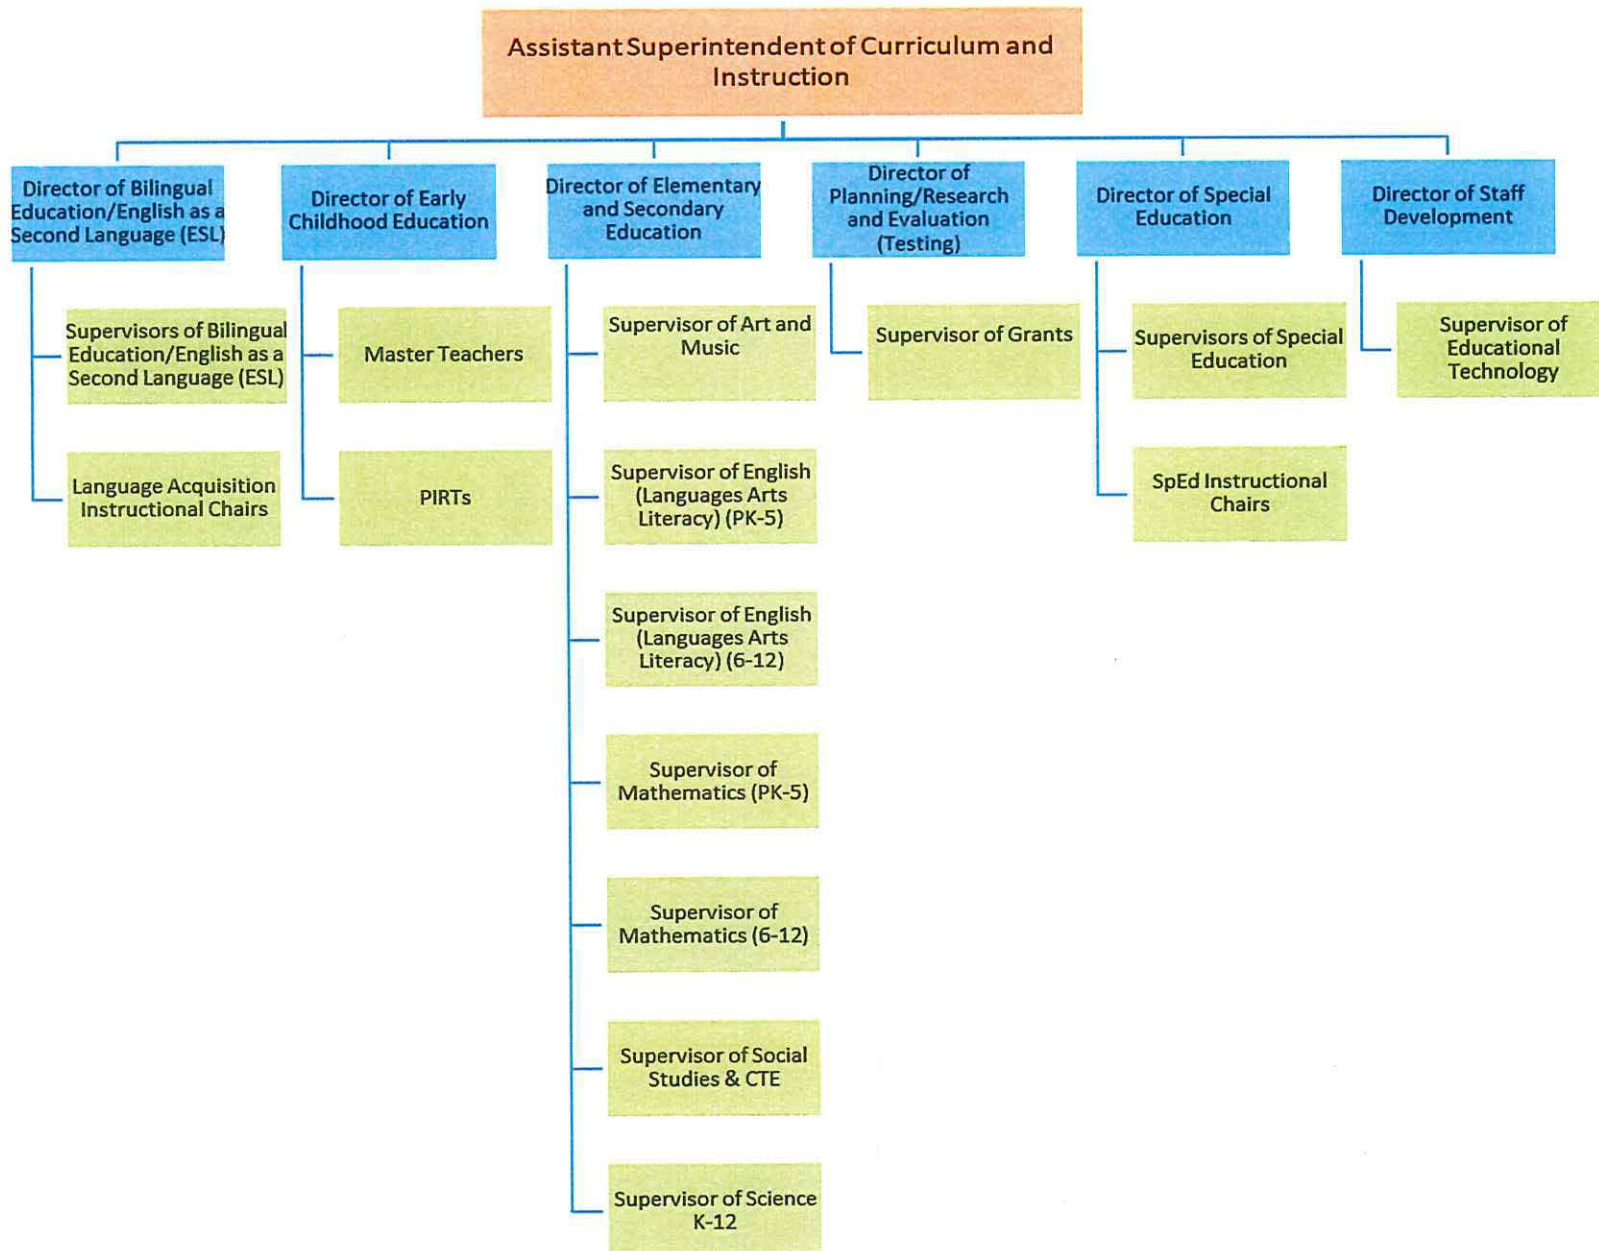 Assistant Superintendent of Curriculum and
Instruction
Director of Bilingual
Education/English as a
Second Language (ESL)
Director of Early
Childhood Education
Director of Elementary
and Secondary
Education
Director of
Planning/Research
and Evaluation
(Testing)
Director of Special
Education
Director of Staff
Development
Supervisors of Bilingual
Education/English as a
Second Language (ESL)
Language Acquisition
Instructional Chairs
Master Teachers
PIRTs
Supervisor of Art and
Music
Supervisor of English
(Languages Arts
Literacy) (PK-5)
Supervisor of English
(Languages Arts
Literacy) (6-12)
Supervisor of
Mathematics (PK-5)
Supervisor of
Mathematics (6-12)
Supervisor of Social
Studies & CTE
Supervisor of Science
K-12
Supervisor of Grants
Supervisors of Special
Education
SpEd Instructional
Chairs
Supervisor of
Educational
Technology